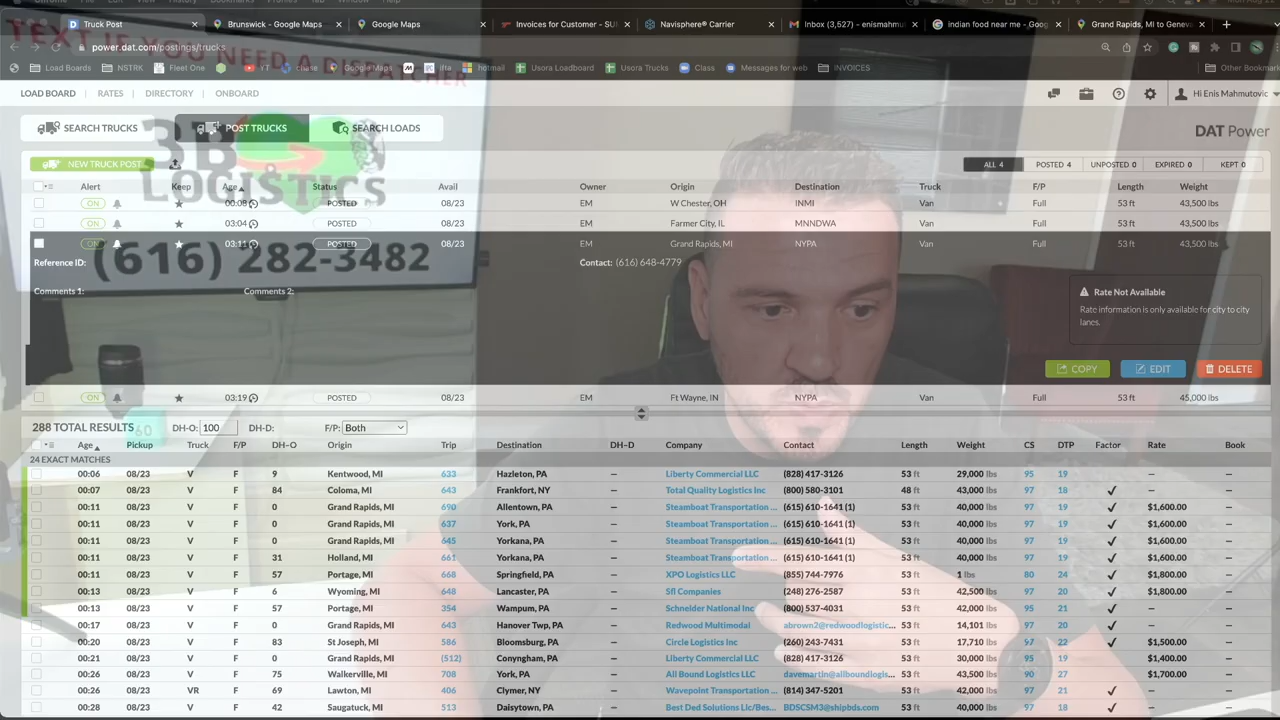 Truck Post
Brunswick - Google Maps
Google Maps
Invoices for Customer - SU
Navisphere® Carrier
Inbox (3,527) - enismahmut
indian food near me - Goog
Grand Rapids, MI to Geneva
power.dat.com/postings/trucks
TEXT IF YOU NEED A DISPATCHER
Load Boards NSTRK Fleet One YT chase Google Maps ifta hotmail Usora Loadboard Usora Trucks Class Messages for web INVOICES Other Bookmark
LOAD BOARD RATES DIRECTORY ONBOARD Hi Enis Mahmutovic
SEARCH TRUCKS POST TRUCKS SEARCH LOADS DAT Power
3B & LOGISTICS
NEW TRUCK POST ALL 4 POSTED 4 UNPOSTED 0 EXPIRED 0 KEPT 0
Alert Keep Age Status Avail Owner Origin Destination Truck F/P Length Weight
ON 00:08 POSTED 08/23 EM W Chester, OH INMI Van Full 53 ft 43,500 lbs
ON 03:04 POSTED 08/23 EM Farmer City, IL MNNDWA Van Full 53 ft 43,500 lbs
ON 03:11 POSTED 08/23 EM Grand Rapids, MI NYPA Van Full 53 ft 43,500 lbs
Reference ID: Contact: (616) 648-4779
(616) 282-3482
Comments 1: Comments 2:
Rate Not Available
Rate information is only available for city to city
lanes.
COPY EDIT DELETE
ON 03:19 POSTED 08/23 EM Ft Wayne, IN NYPA Van Full 53 ft 45,000 lbs
288 TOTAL RESULTS DH-O: 100 DH-D: F/P: Both
60
Age Pickup Truck F/P DH-O Origin Trip Destination DH-D Company Contact Length Weight CS DTP Factor Rate Book
24 EXACT MATCHES
00:06 08/23 V F 9 Kentwood, MI 633 Hazleton, PA – Liberty Commercial LLC (828) 417-3126 53 ft 29,000 lbs 95 19 – –
00:07 08/23 V F 84 Coloma, MI 643 Frankfort, NY – Total Quality Logistics Inc (800) 580-3101 48 ft 43,000 lbs 97 18 ✓ – –
00:11 08/23 V F 0 Grand Rapids, MI 690 Allentown, PA – Steamboat Transportation ... (615) 610-1641 (1) 53 ft 40,000 lbs 97 19 ✓ $1,600.00 –
00:11 08/23 V F 0 Grand Rapids, MI 637 York, PA – Steamboat Transportation ... (615) 610-1641 (1) 53 ft 40,000 lbs 97 19 ✓ $1,600.00 –
00:11 08/23 V F 0 Grand Rapids, MI 645 Yorkana, PA – Steamboat Transportation ... (615) 610-1641 (1) 53 ft 40,000 lbs 97 19 ✓ $1,600.00 –
00:11 08/23 V F 31 Holland, MI 661 Yorkana, PA – Steamboat Transportation ... (615) 610-1641 (1) 53 ft 40,000 lbs 97 19 ✓ $1,600.00 –
00:11 08/23 V F 57 Portage, MI 668 Springfield, PA – XPO Logistics LLC (855) 744-7976 53 ft 1 lbs 80 24 ✓ $1,800.00 –
00:13 08/23 V F 6 Wyoming, MI 648 Lancaster, PA – Sfl Companies (248) 276-2587 53 ft 42,500 lbs 97 20 ✓ $1,800.00 –
00:13 08/23 V F 57 Portage, MI 354 Wampum, PA – Schneider National Inc (800) 537-4031 53 ft 42,000 lbs 95 21 ✓ – –
00:17 08/23 V F 0 Grand Rapids, MI 643 Hanover Twp, PA – Redwood Multimodal abrown2@redwoodlogistic... 53 ft 14,101 lbs 97 20 ✓ – –
00:20 08/23 V F 83 St Joseph, MI 586 Bloomsburg, PA – Circle Logistics Inc (260) 243-7431 53 ft 17,710 lbs 97 22 ✓ $1,500.00 –
00:21 08/23 V F 0 Grand Rapids, MI (512) Conyngham, PA – Liberty Commercial LLC (828) 417-3126 53 ft 30,000 lbs 95 19 $1,400.00 –
00:26 08/23 V F 75 Walkerville, MI 708 York, PA – All Bound Logistics LLC davemartin@allboundlogis... 53 ft 43,500 lbs 90 27 $1,700.00 –
00:26 08/23 VR F 69 Lawton, MI 406 Clymer, NY – Wavepoint Transportation ... (814) 347-5201 53 ft 42,000 lbs 97 21 ✓ – –
00:28 08/23 V F 42 Saugatuck, MI 513 Daisytown, PA – Best Ded Solutions Llc/Bes... BDSCSM3@shipbds.com 53 ft 40,000 lbs 97 18 ✓ – –